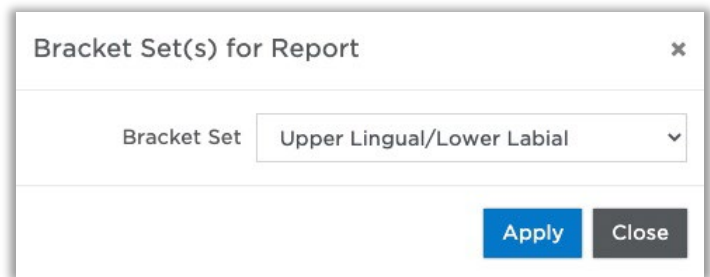 Bracket Set(s) for Report ×
Bracket Set Upper Lingual/Lower Labial
Apply Close